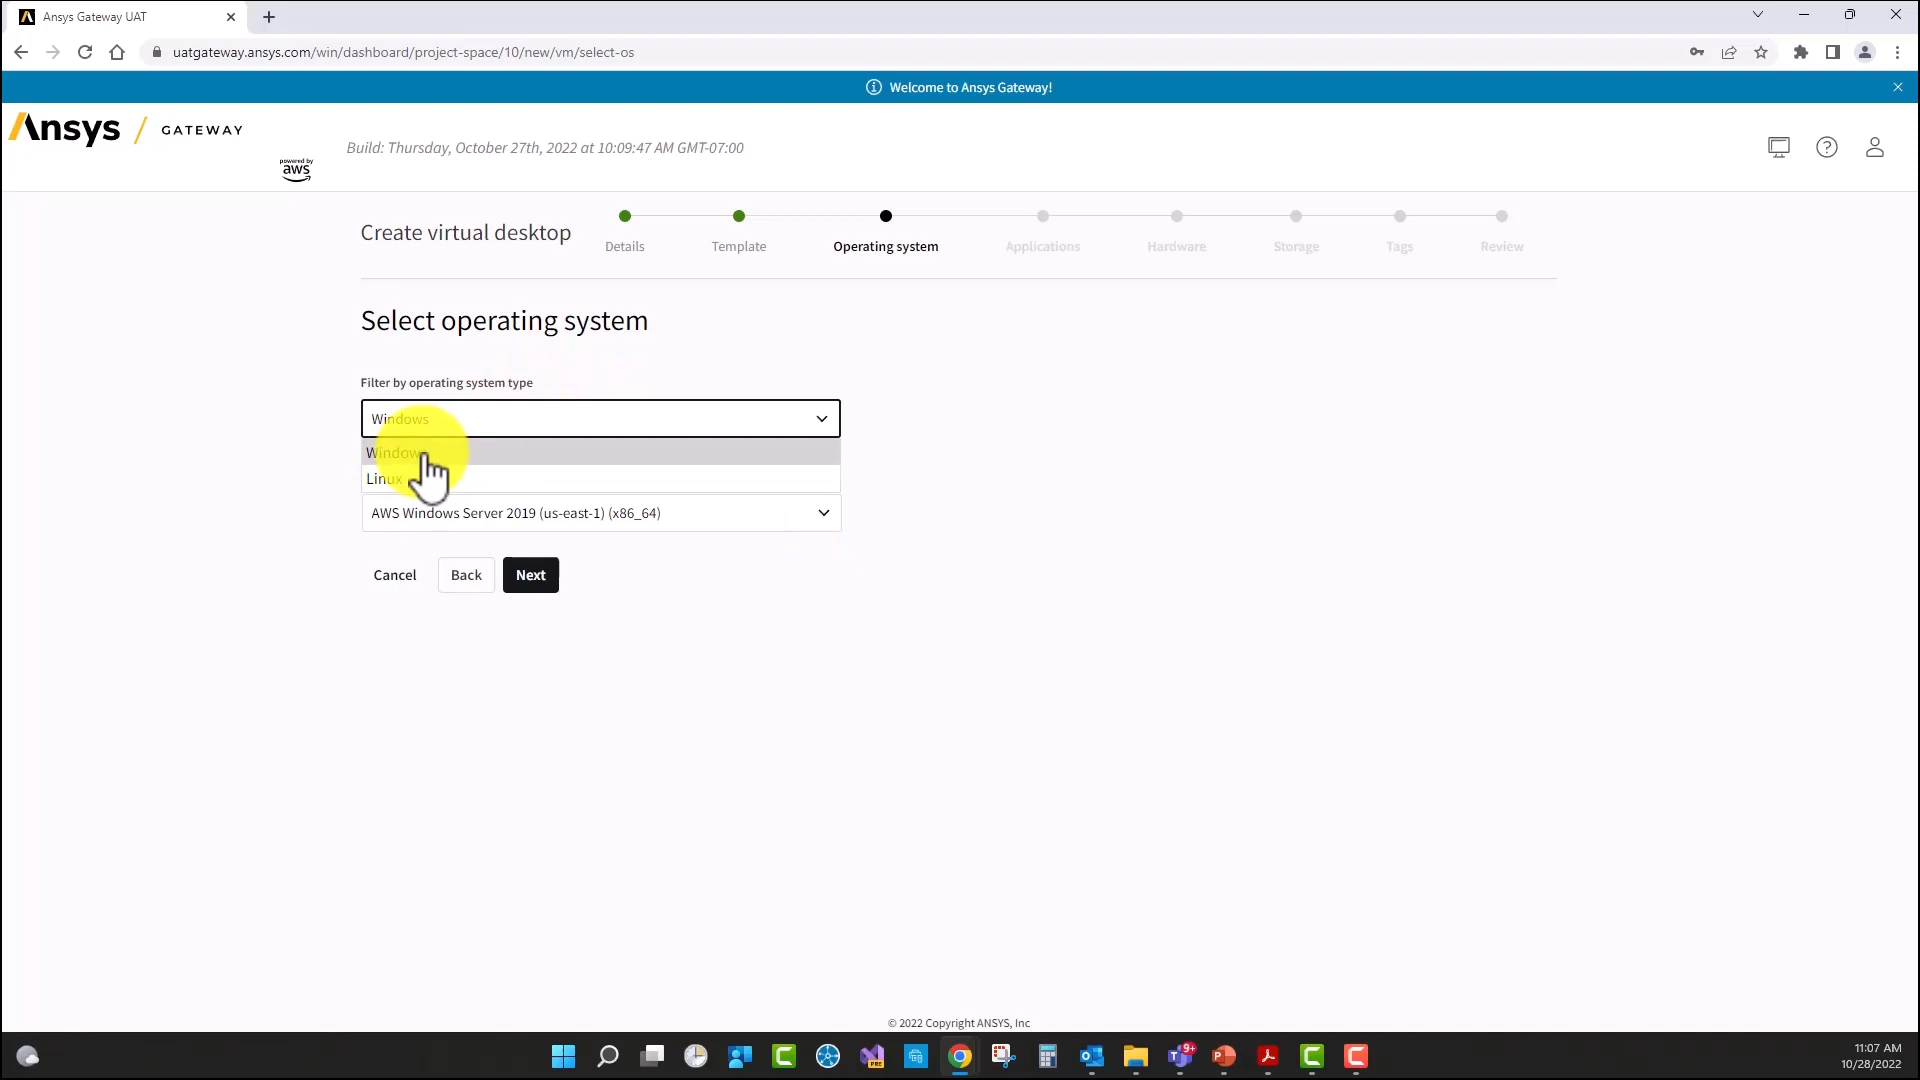 Ansys Gateway UAT
uatgateway.ansys.com/win/dashboard/project-space/10/new/vm/select-os
Welcome to Ansys Gateway!
Ansys / GATEWAY
powered by
aws
Build: Thursday, October 27th, 2022 at 10:09:47 AM GMT-07:00
Create virtual desktop
Details
Template
Operating system
Applications
Hardware
Storage
Tags
Review
Select operating system
Filter by operating system type
Windows
Window
Linux
AWS Windows Server 2019 (us-east-1) (x86_64)
Cancel
Back
Next
© 2022 Copyright ANSYS, Inc
PRE
9+
11:07 AM
10/28/2022